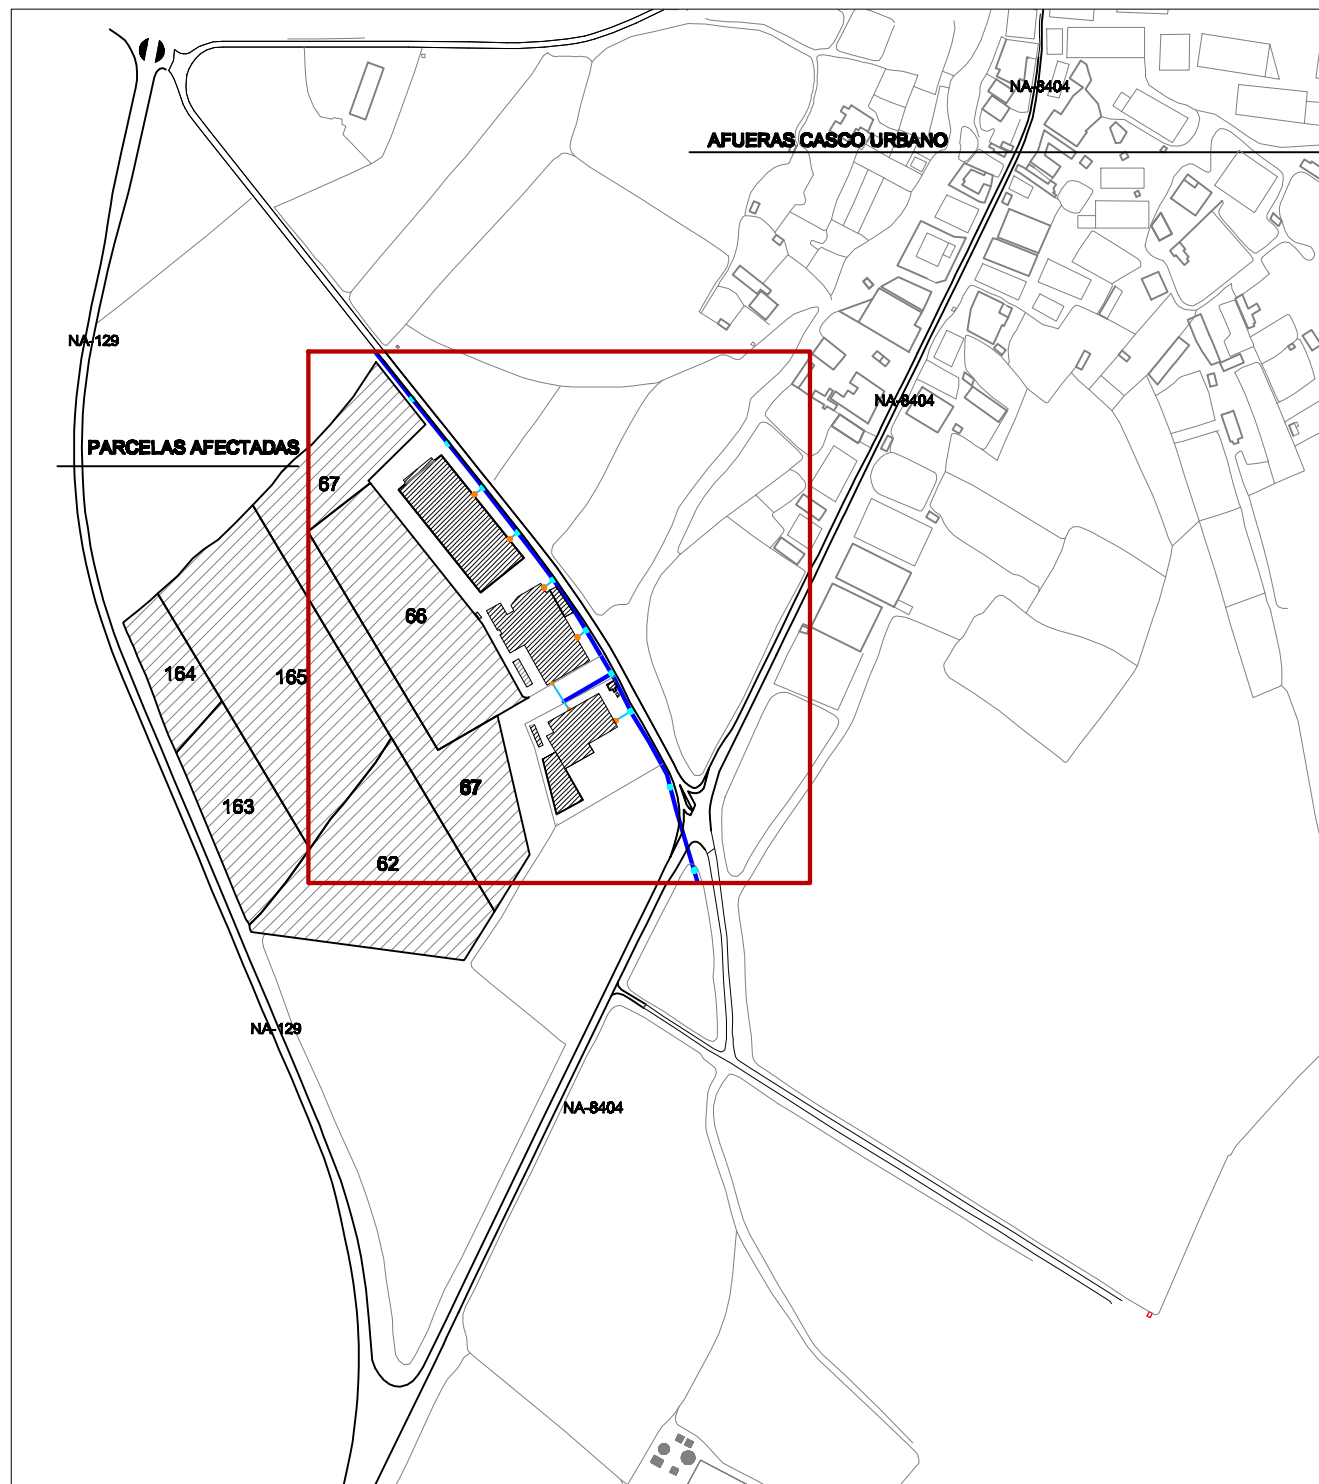 NA-8404
AFUERAS CASCO URBANO
NA-129
NA-8404
PARCELAS AFECTADAS
67
66
164
165
67
163
62
NA-129
NA-8404